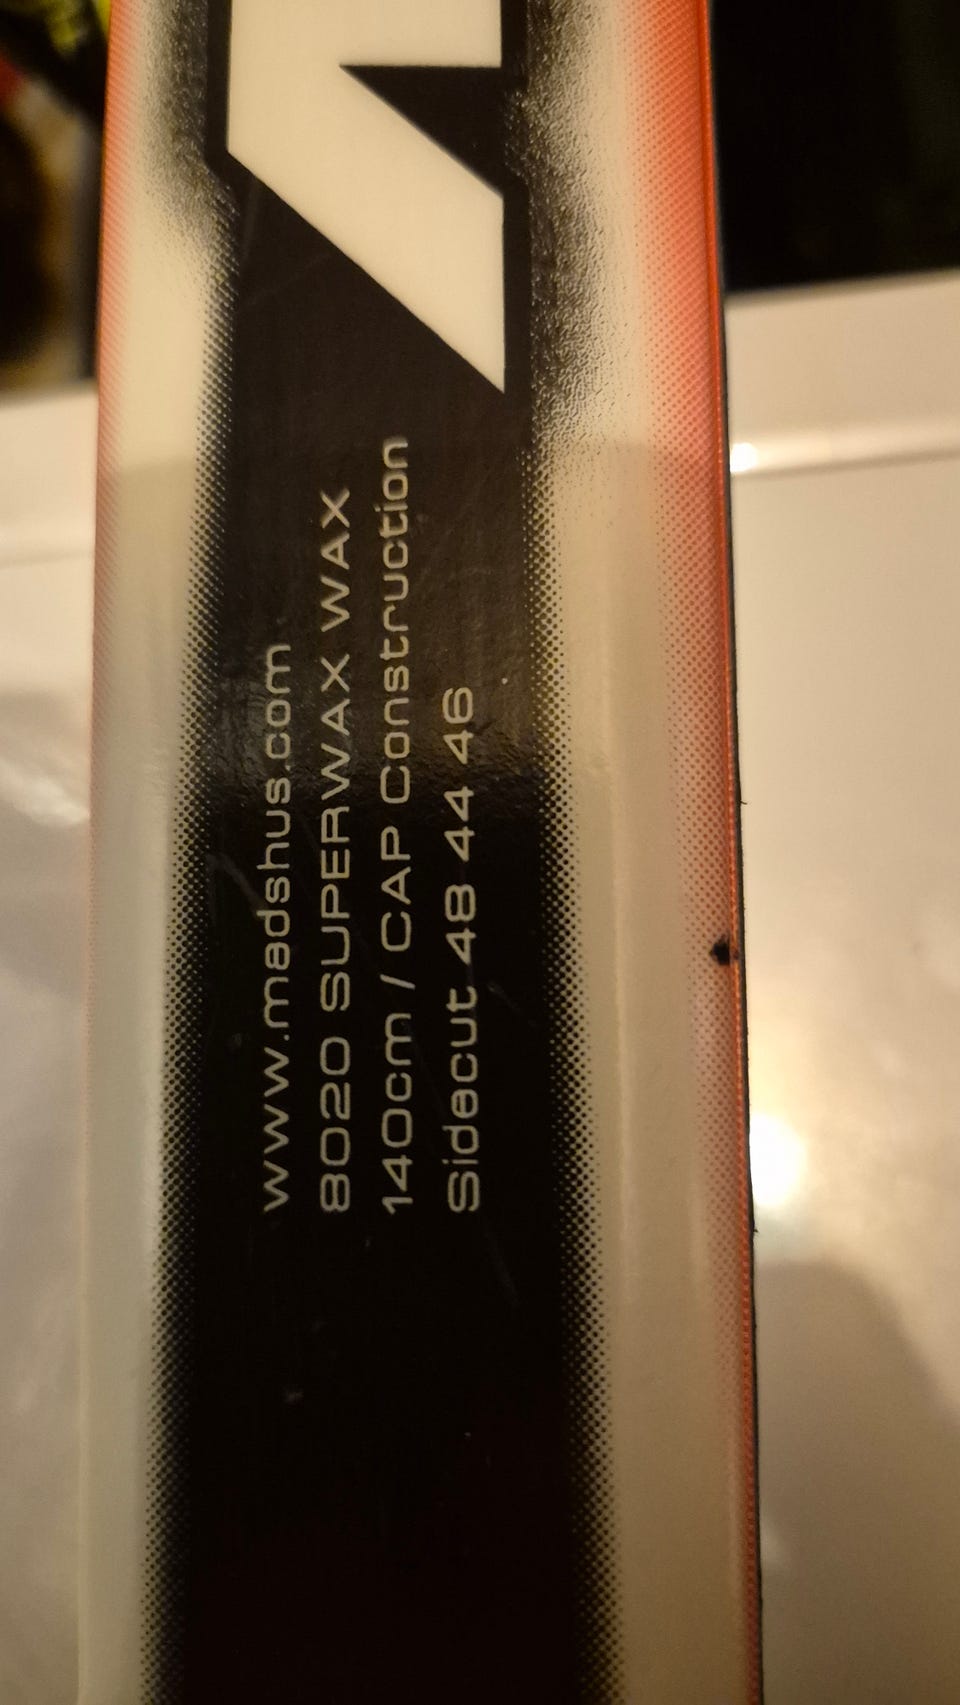 www.madshus.com
8020 SUPERWAX WAX
140cm / CAP Construction
Sidecut 48 44 46